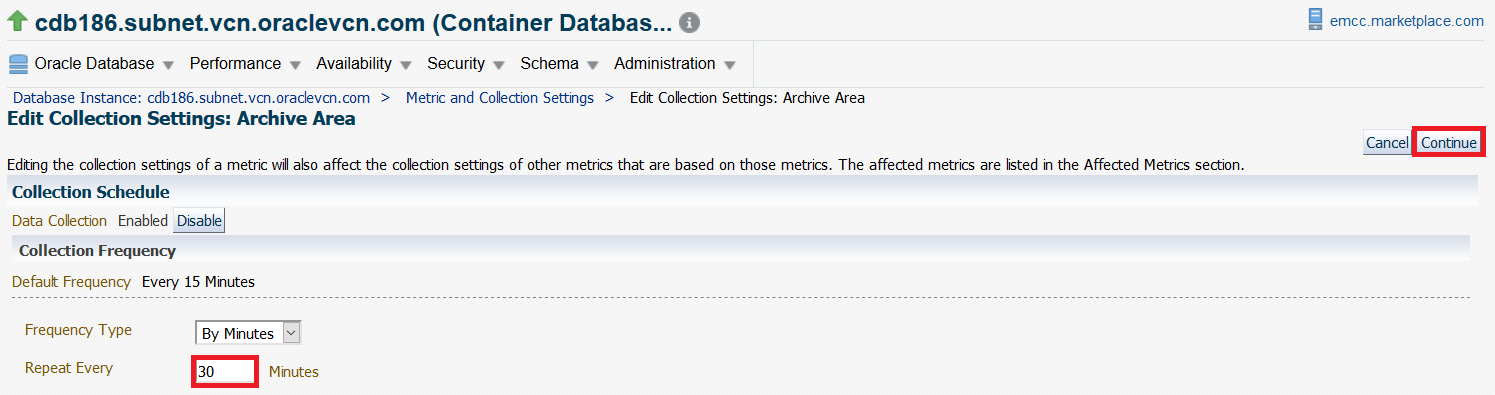 cdb186.subnet.vcn.oraclevcn.com (Container Databas... i
emcc.marketplace.com
Oracle Database Performance Availability Security Schema Administration
Database Instance: cdb186.subnet.vcn.oraclevcn.com > Metric and Collection Settings > Edit Collection Settings: Archive Area
Edit Collection Settings: Archive Area
Cancel Continue
Editing the collection settings of a metric will also affect the collection settings of other metrics that are based on those metrics. The affected metrics are listed in the Affected Metrics section.
Collection Schedule
Data Collection Enabled Disable
Collection Frequency
Default Frequency Every 15 Minutes
Frequency Type By Minutes
Repeat Every 30 Minutes